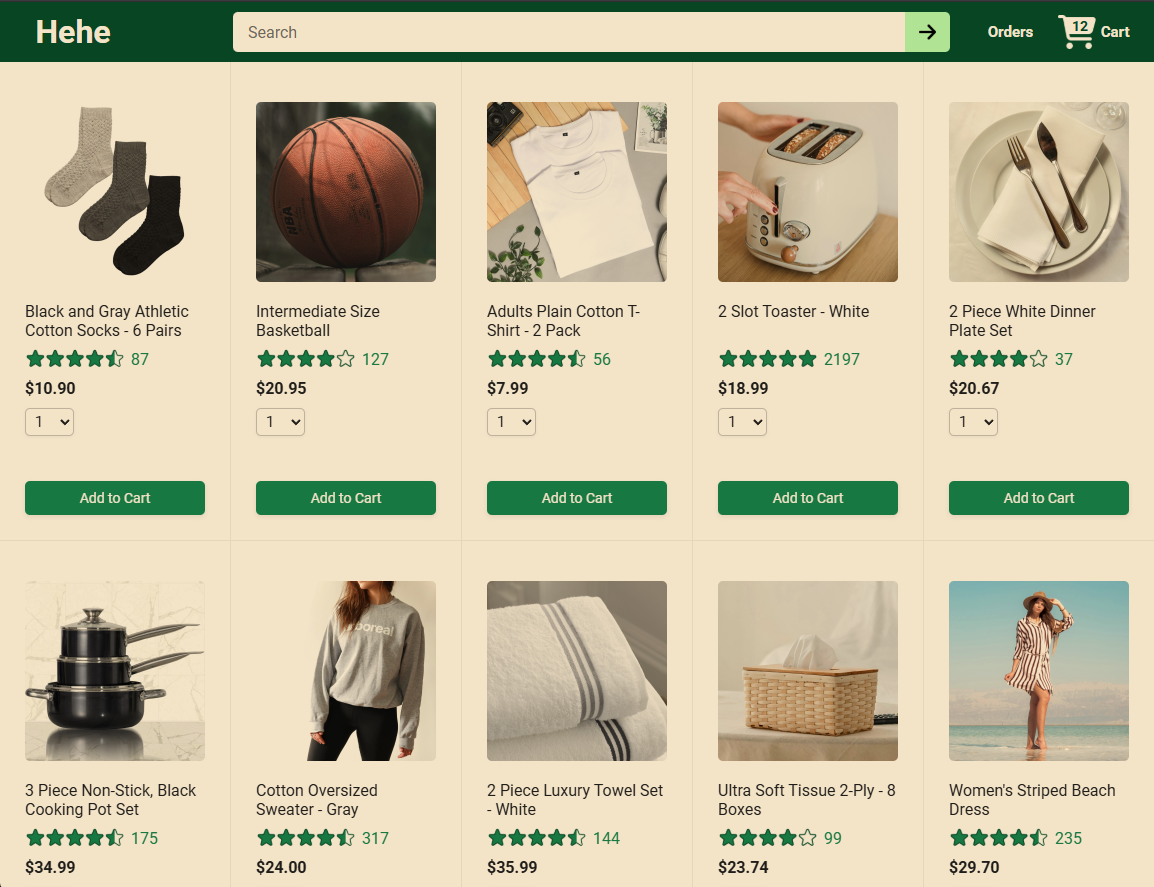 Hehe
Search
Orders
12
Cart
NBA
Black and Gray Athletic
Cotton Socks - 6 Pairs
87
$10.90
1
Add to Cart
Intermediate Size
Basketball
127
$20.95
1
Add to Cart
Adults Plain Cotton T-
Shirt - 2 Pack
56
$7.99
1
Add to Cart
2 Slot Toaster - White
2197
$18.99
1
Add to Cart
2 Piece White Dinner
Plate Set
37
$20.67
1
Add to Cart
3 Piece Non-Stick, Black
Cooking Pot Set
175
$34.99
Cotton Oversized
Sweater - Gray
317
$24.00
2 Piece Luxury Towel Set
- White
144
$35.99
Ultra Soft Tissue 2-Ply - 8
Boxes
99
$23.74
Women's Striped Beach
Dress
235
$29.70